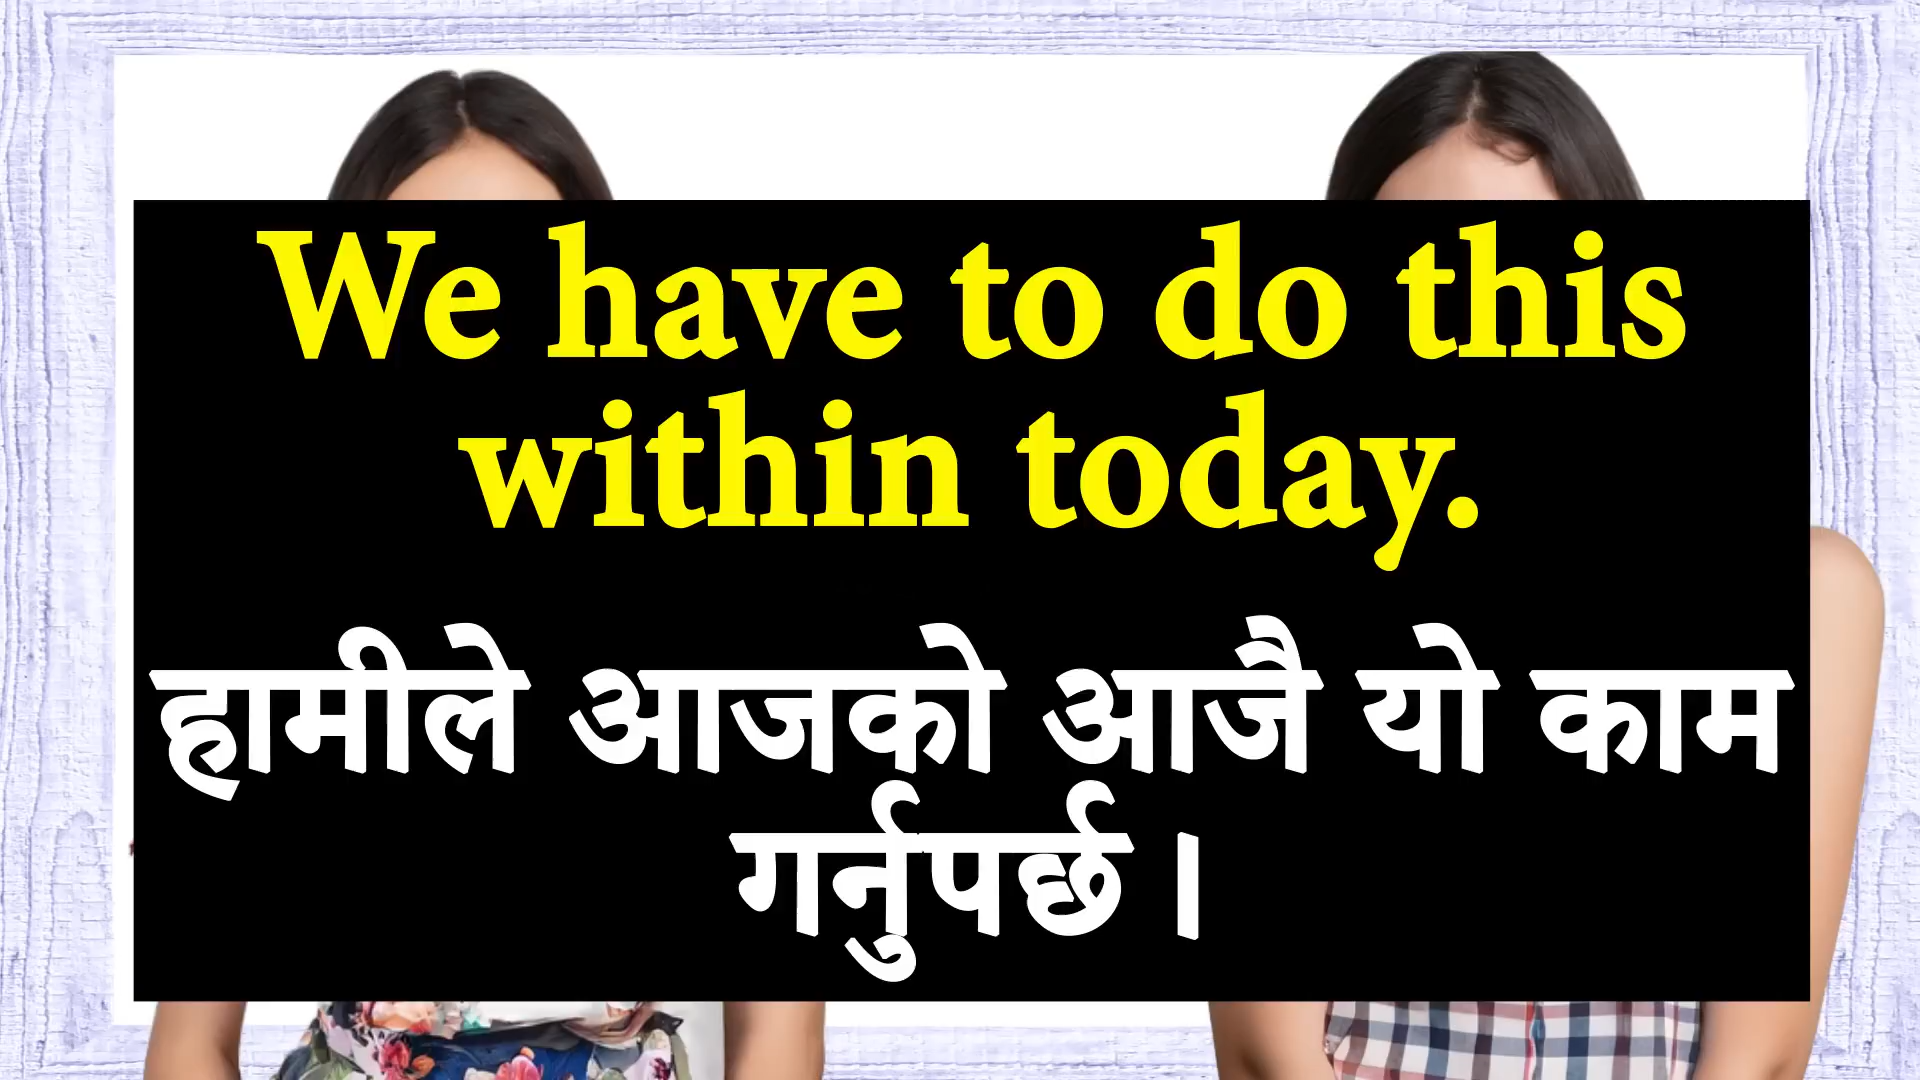 We have to do this
within today.
हामीले आजको आजै यो काम
गर्नुपर्छ ।